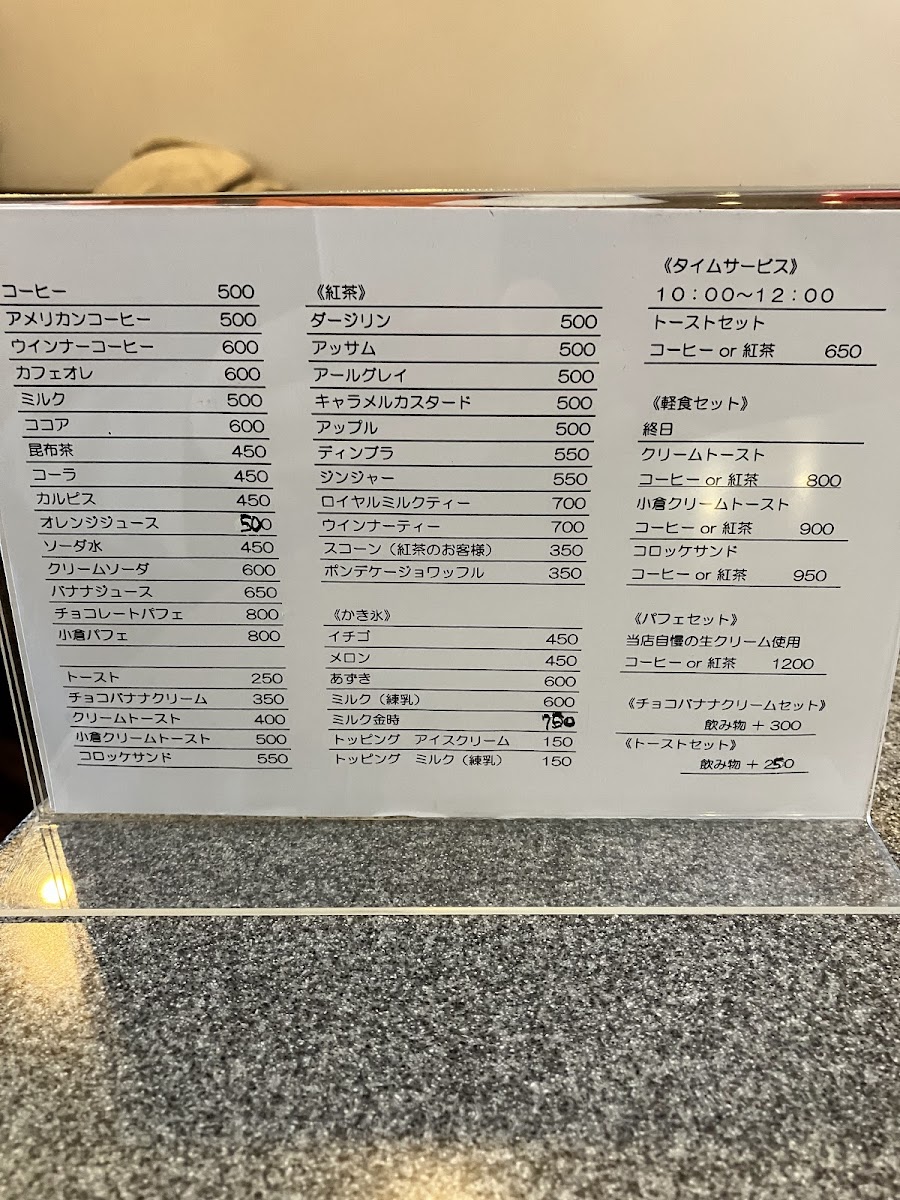 コーヒー 500
アメリカンコーヒー 500
ウインナーコーヒー 600
カフェオレ 600
ミルク 500
ココア 600
昆布茶 450
コーラ 450
カルピス 450
オレンジジュース 500
ソーダ水 450
クリームソーダ 600
バナナジュース 650
チョコレートパフェ 800
小倉パフェ 800
トースト 250
チョコバナナクリーム 350
クリームトースト 400
小倉クリームトースト 500
コロッケサンド 550
《紅茶》
ダージリン 500
アッサム 500
アールグレイ 500
キャラメルカスタード 500
アップル 500
ディンブラ 550
ジンジャー 550
ロイヤルミルクティー 700
ウインナーティー 700
スコーン（紅茶のお客様） 350
ポンデケージョワッフル 350
《かき氷》
イチゴ 450
メロン 450
あずき 600
ミルク（練乳） 600
ミルク金時 750
トッピング アイスクリーム 150
トッピング ミルク（練乳） 150
《タイムサービス》
１０：００〜１２：００
トーストセット
コーヒー or 紅茶 650
《軽食セット》
終日
クリームトースト
コーヒー or 紅茶 800
小倉クリームトースト
コーヒー or 紅茶 900
コロッケサンド
コーヒー or 紅茶 950
《パフェセット》
当店自慢の生クリーム使用
コーヒー or 紅茶 1200
《チョコバナナクリームセット》
飲み物 ＋ 300
《トーストセット》
飲み物 ＋ 250